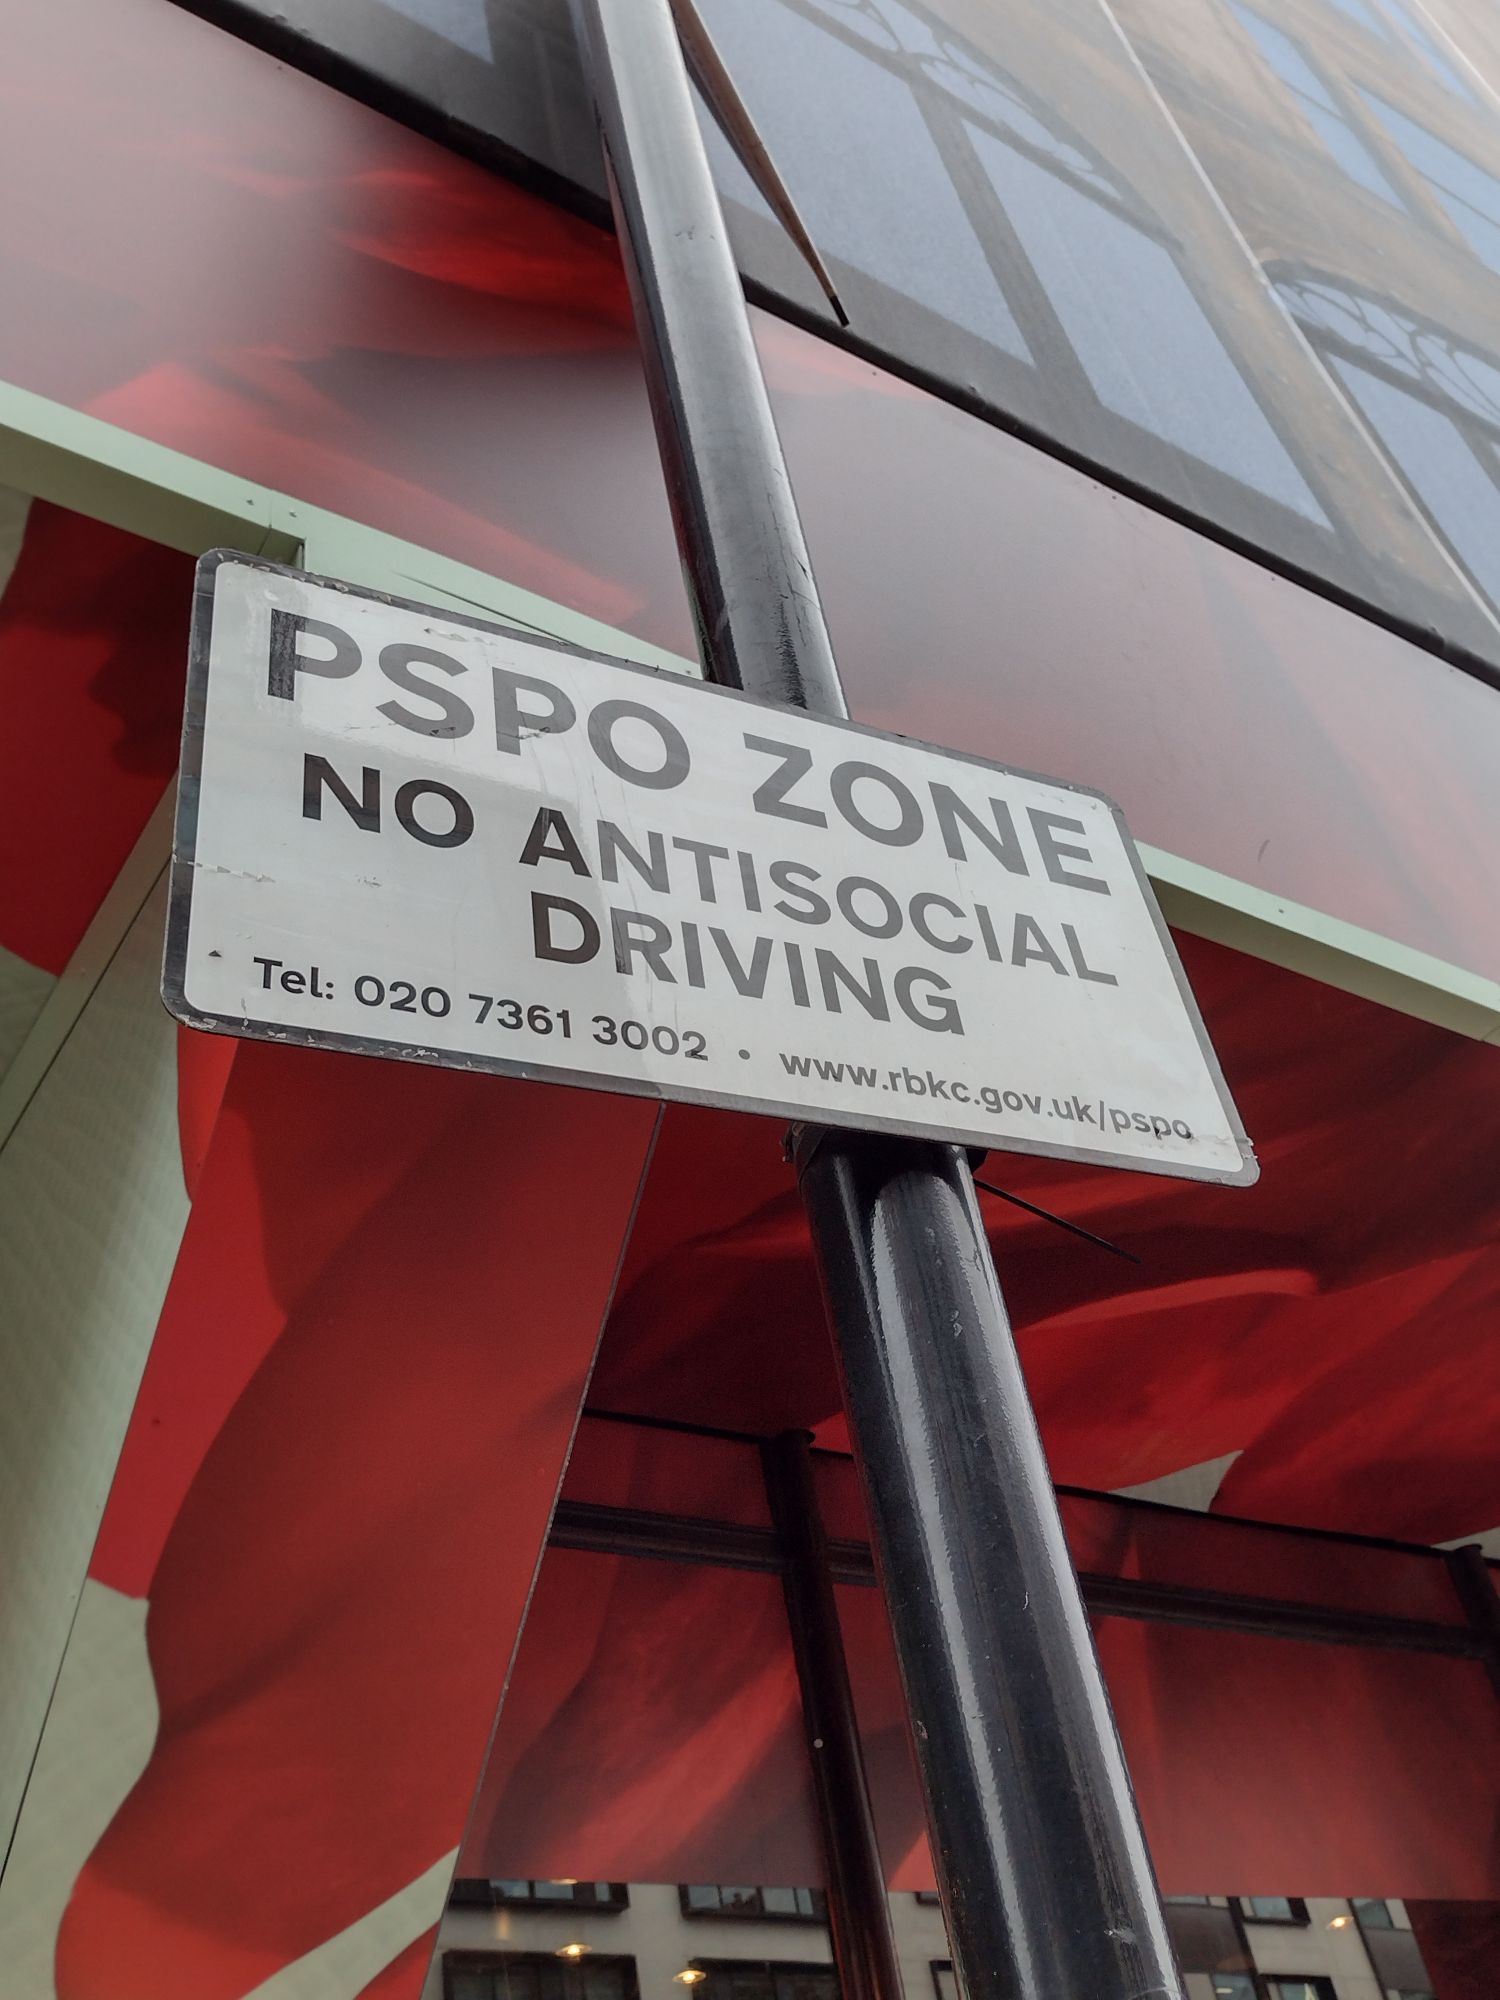 PSPO ZONE
NO ANTISOCIAL
DRIVING
Tel: 020 7361 3002 • www.rbkc.gov.uk/pspo